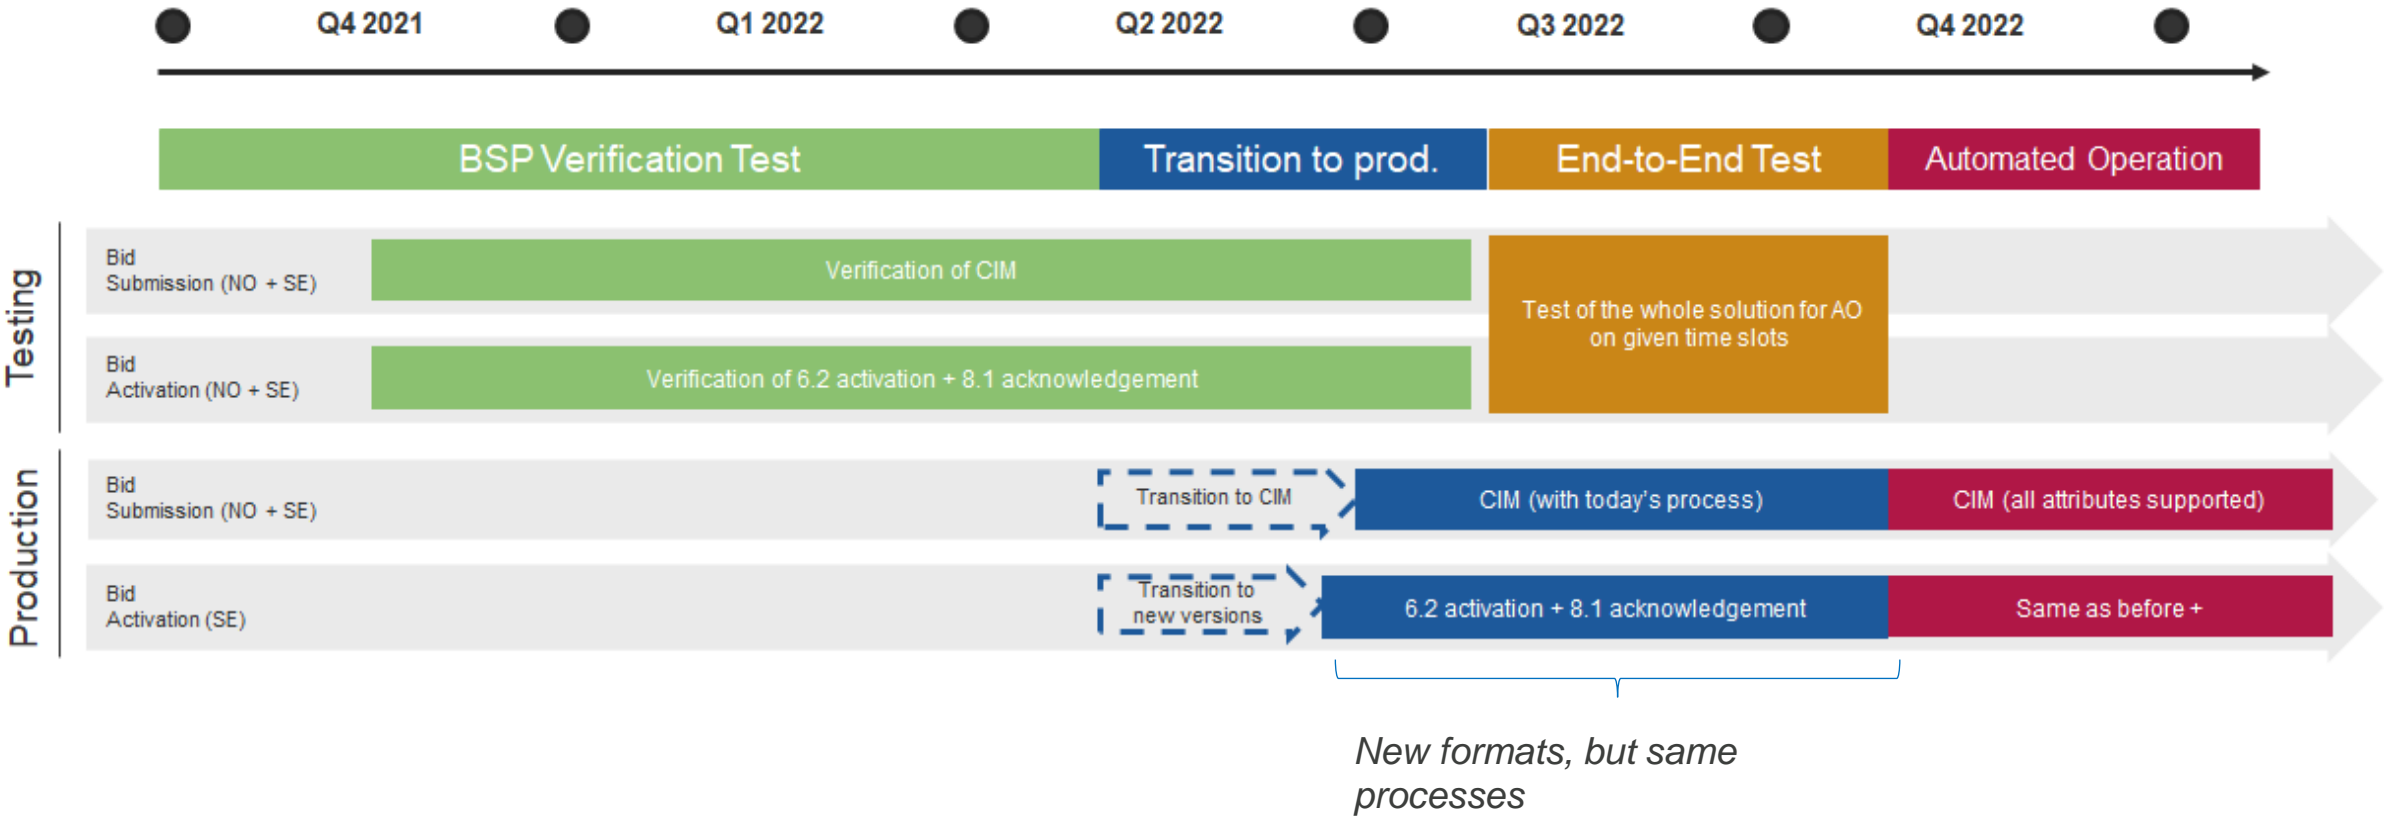 Q4 2021
Q1 2022
Q2 2022
Q3 2022
Q4 2022
BSP Verification Test
Transition to prod.
End-to-End Test
Automated Operation
Testing
Bid
Submission (NO + SE)
Verification of CIM
Test of the whole solution for AO
on given time slots
Bid
Activation (NO + SE)
Verification of 6.2 activation + 8.1 acknowledgement
Production
Bid
Submission (NO + SE)
Transition to CIM
CIM (with today's process)
CIM (all attributes supported)
Bid
Activation (SE)
Transition to
new versions
6.2 activation + 8.1 acknowledgement
Same as before +
New formats, but same
processes